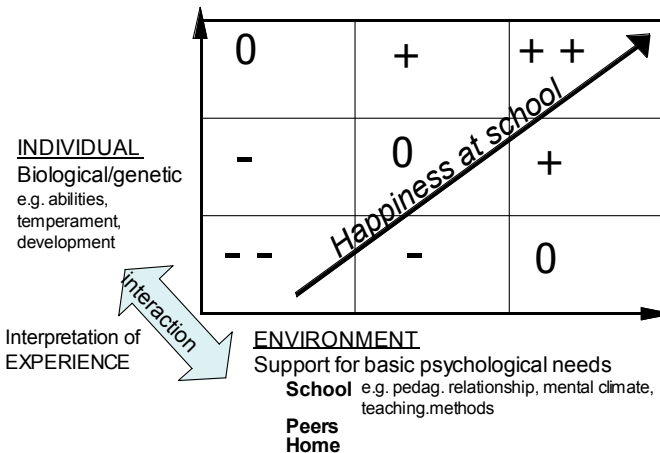 0 + + +
- 0 +
- - - 0
Happiness at school
INDIVIDUAL
Biological/genetic
e.g. abilities,
temperament,
development
interaction
Interpretation of
EXPERIENCE
ENVIRONMENT
Support for basic psychological needs
School e.g. pedag. relationship, mental climate,
teaching.methods
Peers
Home